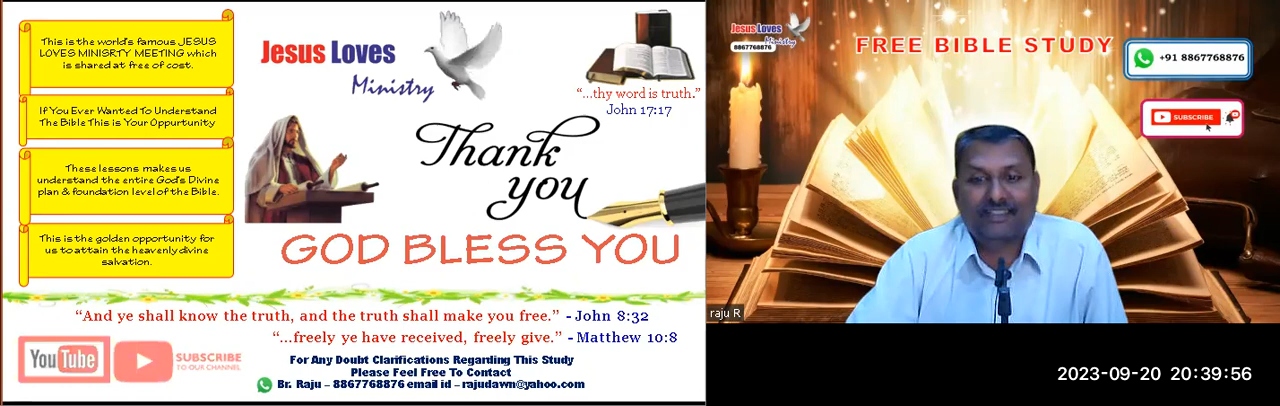 This is the world's famous JESUS
LOVES MINISRTY MEETING which
is shared at free of cost.
If You Ever Wanted To Understand
The Bible This is Your Oppurtunity
These lessons makes us
understand the entire God's Divine
plan & foundation level of the Bible.
This is the golden opportunity for
us to attain the heavenly divine
salvation.
Jesus Loves
Ministry
"...thy word is truth."
John 17:17
Thank
you
GOD BLESS YOU
"And ye shall know the truth, and the truth shall make you free." - John 8:32
"...freely ye have received, freely give." - Matthew 10:8
You Tube
SUBSCRIBE
TO OUR CHANNEL
For Any Doubt Clarifications Regarding This Study
Please Feel Free To Contact
Br. Raju – 8867768876 email id – rajudawn@yahoo.com
Jesus Loves
Ministry
8867768876
FREE BIBLE STUDY
+91 8867768876
SUBSCRIBE
raju R
2023-09-20 20:39:56